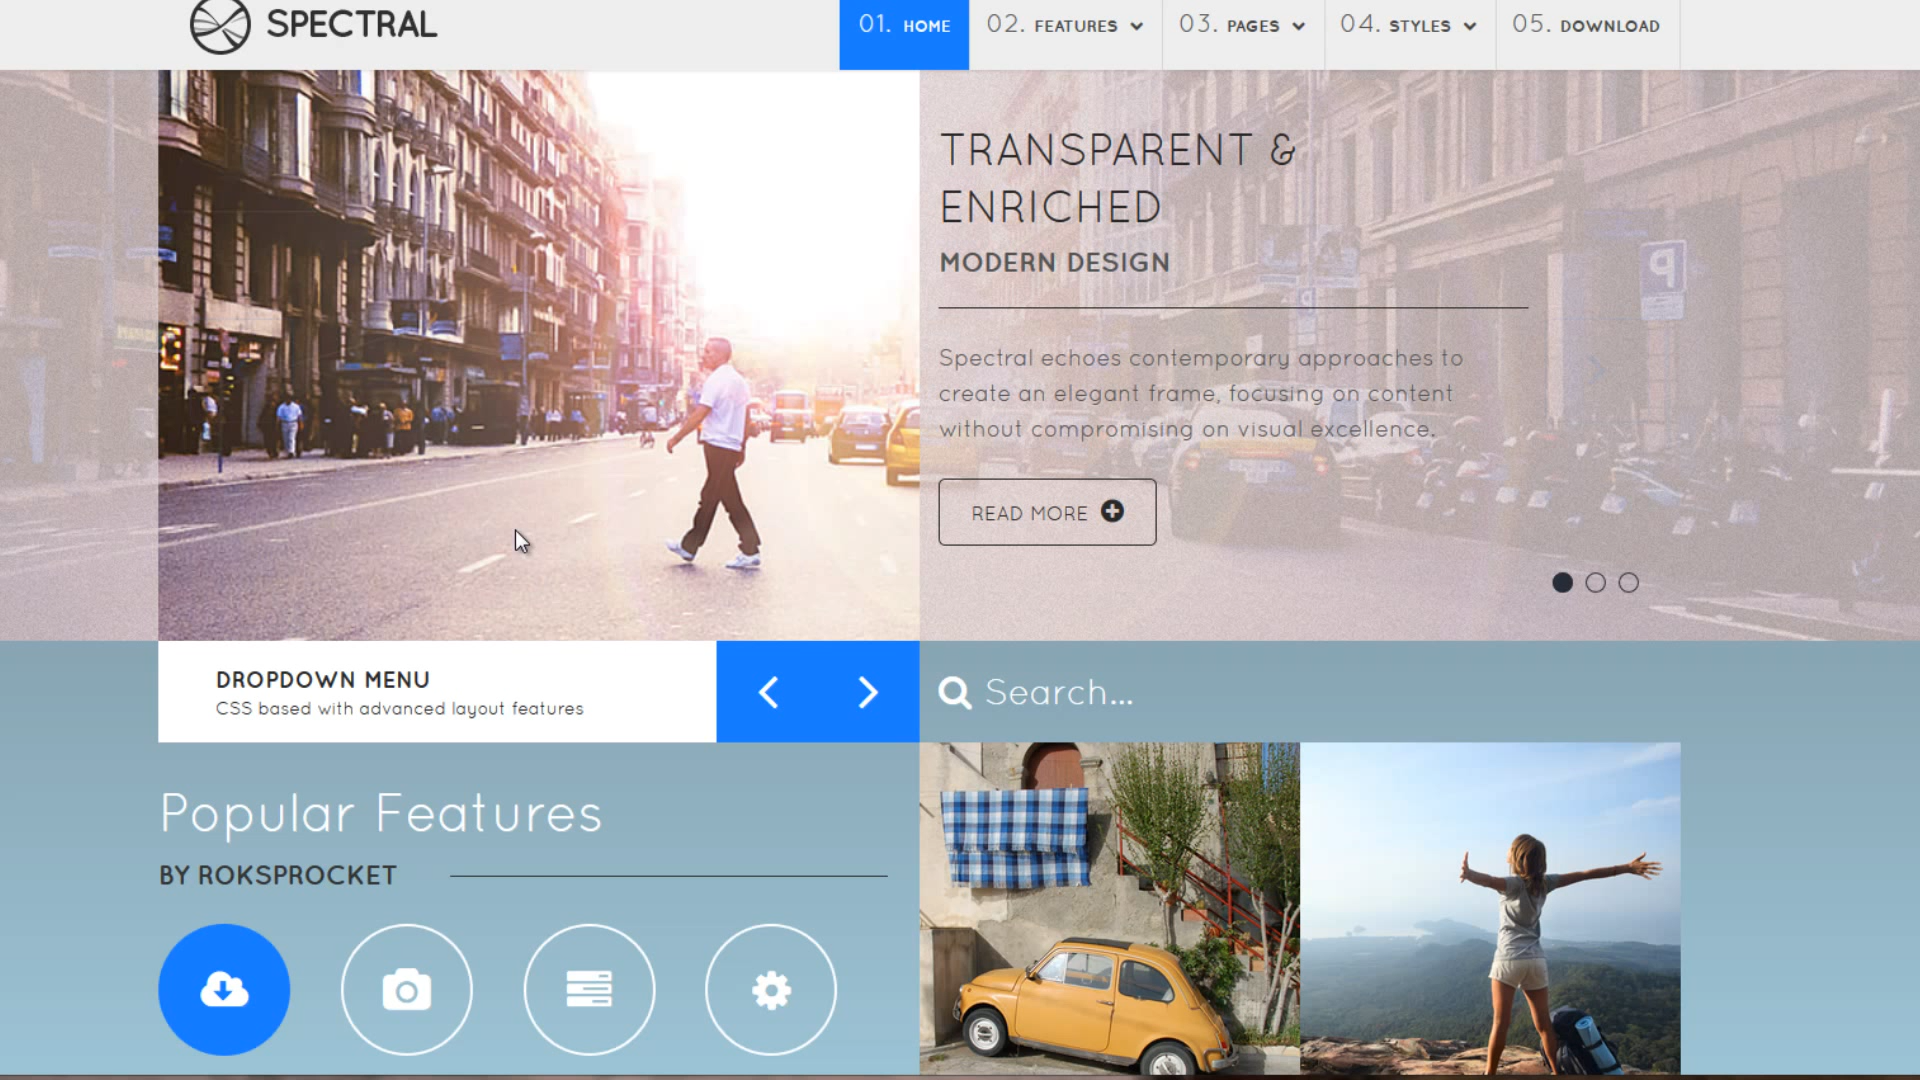 SPECTRAL
01. HOME
02. FEATURES
03. PAGES
04. STYLES
05. DOWNLOAD
TRANSPARENT &
ENRICHED
MODERN DESIGN
Spectral echoes contemporary approaches to
create an elegant frame, focusing on content
without compromising on visual excellence.
READ MORE
DROPDOWN MENU
CSS based with advanced layout features
Search...
Popular Features
BY ROKSPROCKET